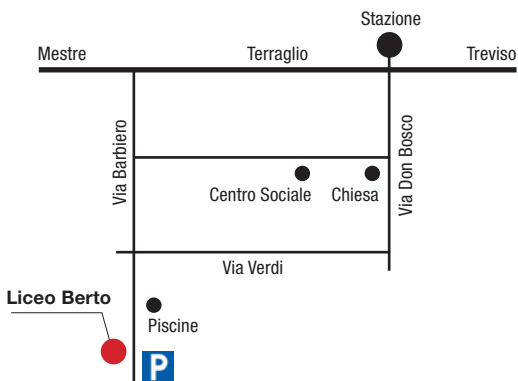 Stazione
Mestre
Terraglio
Treviso
Via Barbiero
Via Don Bosco
Centro Sociale
Chiesa
Via Verdi
Liceo Berto
Piscine
P